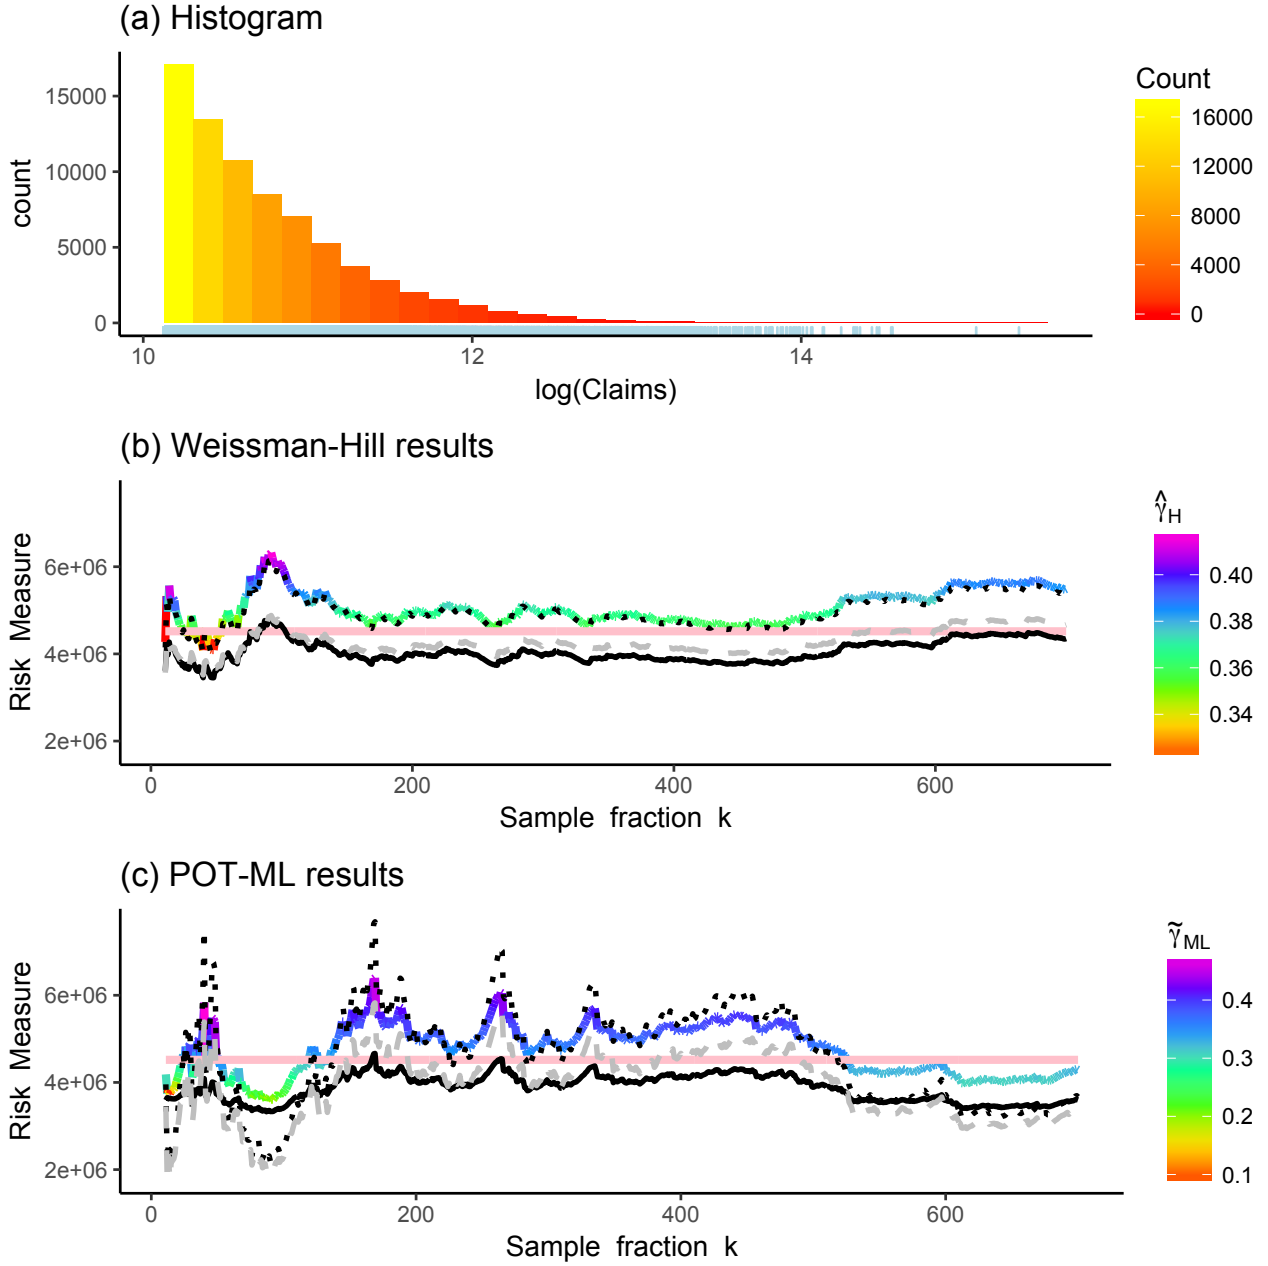 (a) Histogram
count
15000
10000
5000
0
10
12
14
log(Claims)
Count
16000
12000
8000
4000
0
(b) Weissman-Hill results
Risk Measure
6e+06
4e+06
2e+06
0
200
400
600
Sample fraction k
γ̂H
0.40
0.38
0.36
0.34
(c) POT-ML results
Risk Measure
6e+06
4e+06
2e+06
0
200
400
600
Sample fraction k
γ̃ML
0.4
0.3
0.2
0.1